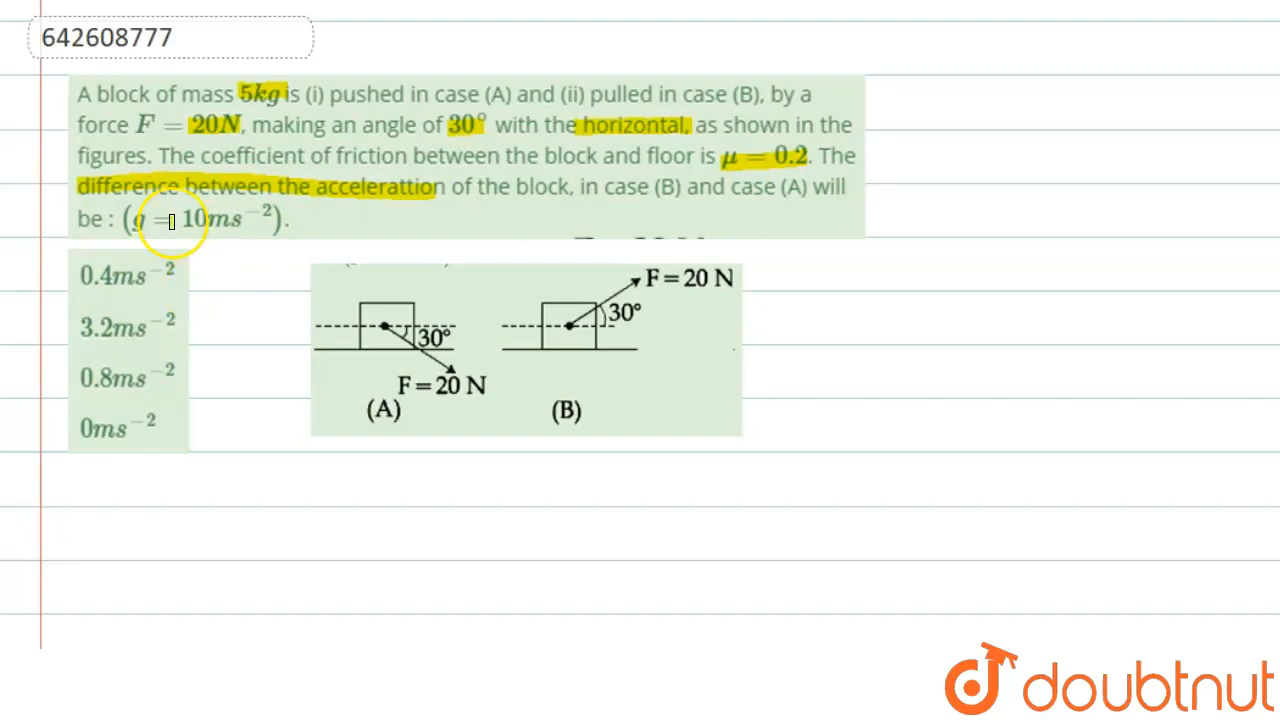 642608777
A block of mass 5kg is (i) pushed in case (A) and (ii) pulled in case (B), by a
force F = 20N, making an angle of 30° with the horizontal, as shown in the
figures. The coefficient of friction between the block and floor is μ = 0.2. The
difference between the accelerattion of the block, in case (B) and case (A) will
be : (g = 10ms⁻²).
0.4ms⁻²
3.2ms⁻²
0.8ms⁻²
0ms⁻²
30°
F = 20 N
(A)
F = 20 N
30°
(B)
doubtnut